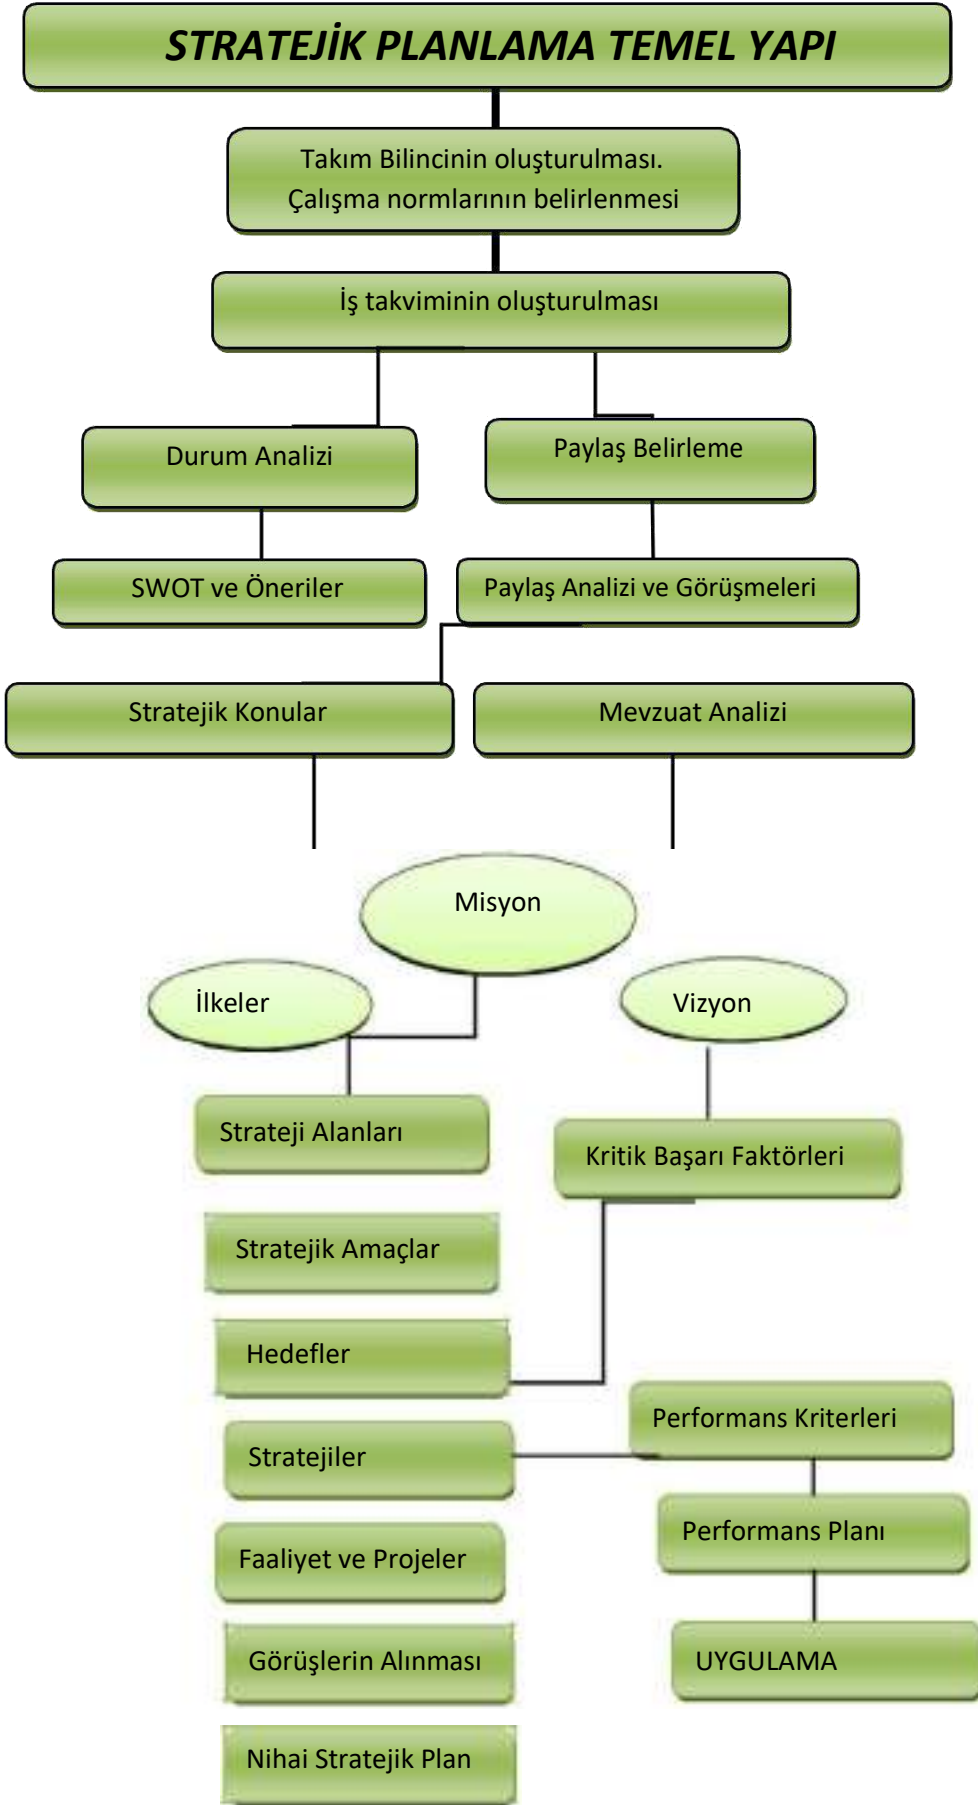 STRATEJİK PLANLAMA TEMEL YAPI
Takım Bilincinin oluşturulması.
Çalışma normlarının belirlenmesi
İş takviminin oluşturulması
Durum Analizi
Paylaş Belirleme
SWOT ve Öneriler
Paylaş Analizi ve Görüşmeleri
Stratejik Konular
Mevzuat Analizi
Misyon
İlkeler
Vizyon
Strateji Alanları
Kritik Başarı Faktörleri
Stratejik Amaçlar
Hedefler
Performans Kriterleri
Stratejiler
Performans Planı
Faaliyet ve Projeler
Görüşlerin Alınması
UYGULAMA
Nihai Stratejik Plan